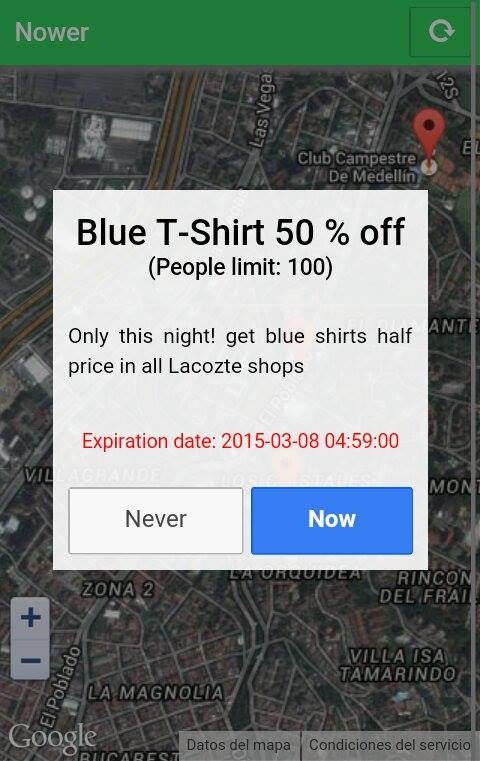 Nower
Las Vegas
12S
Club Campestre
De Medellín
EL
Blue T-Shirt 50 % off
(People limit: 100)
Only this night! get blue shirts half
price in all Lacozte shops
EL DIAMANTE
El Poblado
Expiration date: 2015-03-08 04:59:00
VILLAGRANDE
LOS CRISTALES
MONT
Never
Now
LA ORQUIDEA
ZONA 2
RINCON
DEL FRAIL
+
−
VILLA ISA
TAMARINDO
El Poblado
LA MAGNOLIA
Google
BUCAREST
Datos del mapa
Condiciones del servicio